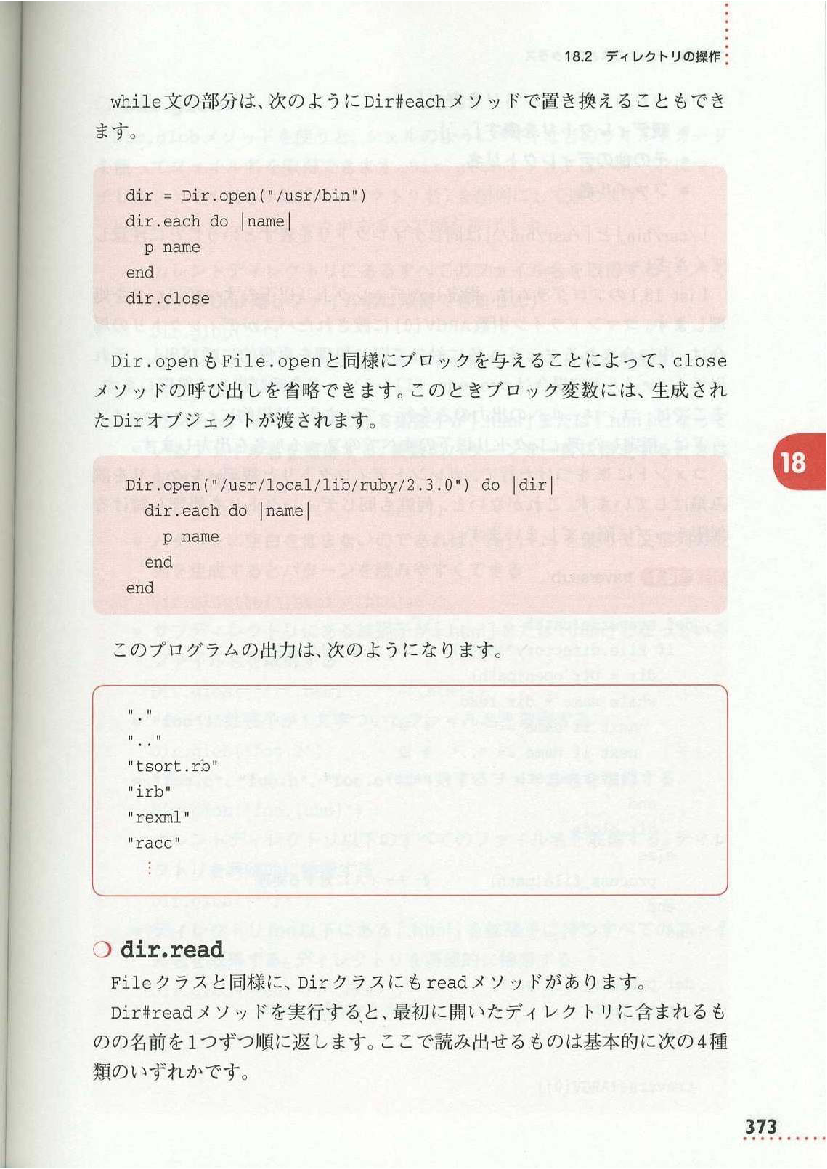 18.2 ディレクトリの操作
while文の部分は、次のようにDir#eachメソッドで置き換えることもでき
ます。
dir = Dir.open("/usr/bin")
dir.each do |name|
  p name
end
dir.close
Dir.openもFile.openと同様にブロックを与えることによって、close
メソッドの呼び出しを省略できます。このときブロック変数には、生成され
たDirオブジェクトが渡されます。
18
Dir.open("/usr/local/lib/ruby/2.3.0") do |dir|
  dir.each do |name|
    p name
  end
end
このプログラムの出力は、次のようになります。
"."
".."
"tsort.rb"
"irb"
"rexml"
"racc"
⋮
❍ dir.read
Fileクラスと同様に、Dirクラスにもreadメソッドがあります。
Dir#readメソッドを実行すると、最初に開いたディレクトリに含まれるも
のの名前を1つずつ順に返します。ここで読み出せるものは基本的に次の4種
類のいずれかです。
373